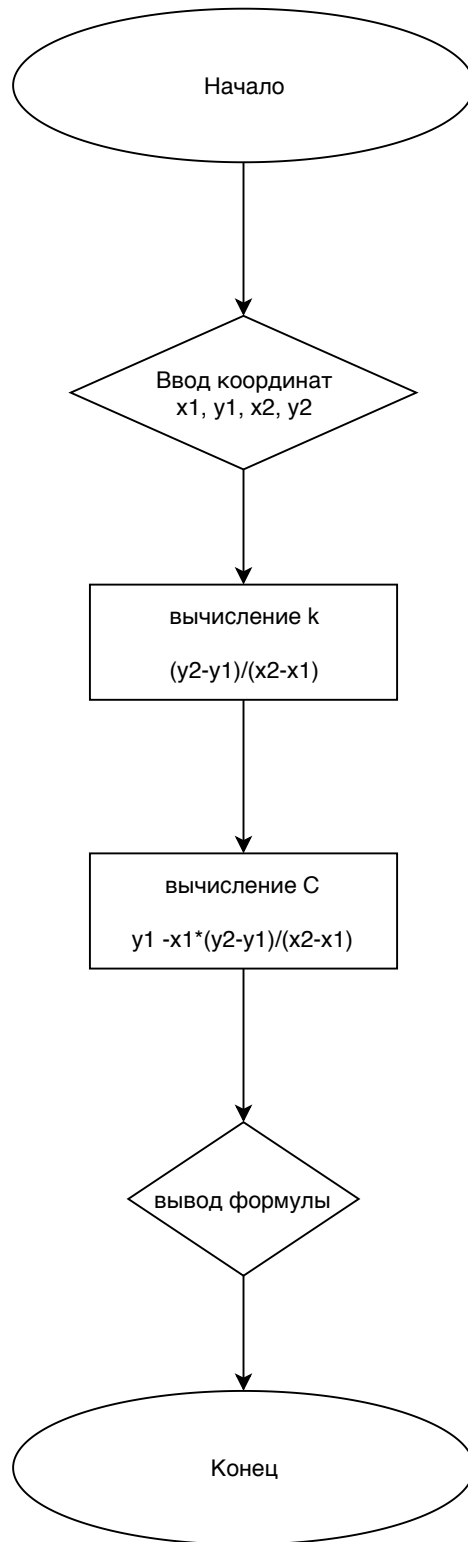 Начало
Ввод координат
x1, y1, x2, y2
вычисление k
(y2-y1)/(x2-x1)
вычисление C
y1 -x1*(y2-y1)/(x2-x1)
вывод формулы
Конец